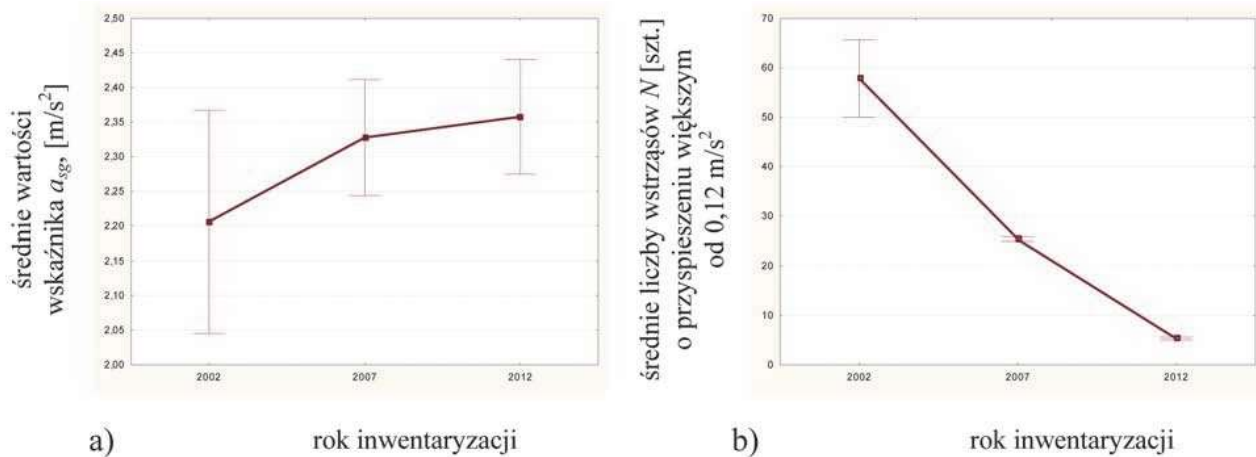 średnie wartości
wskaźnika asg, [m/s²]
2,50
2,45
2,40
2,35
2,30
2,25
2,20
2,15
2,10
2,05
2,00
2002
2007
2012
a)
rok inwentaryzacji
średnie liczby wstrząsów N [szt.]
o przyspieszeniu większym
od 0,12 m/s²
70
60
50
40
30
20
10
0
2002
2007
2012
b)
rok inwentaryzacji